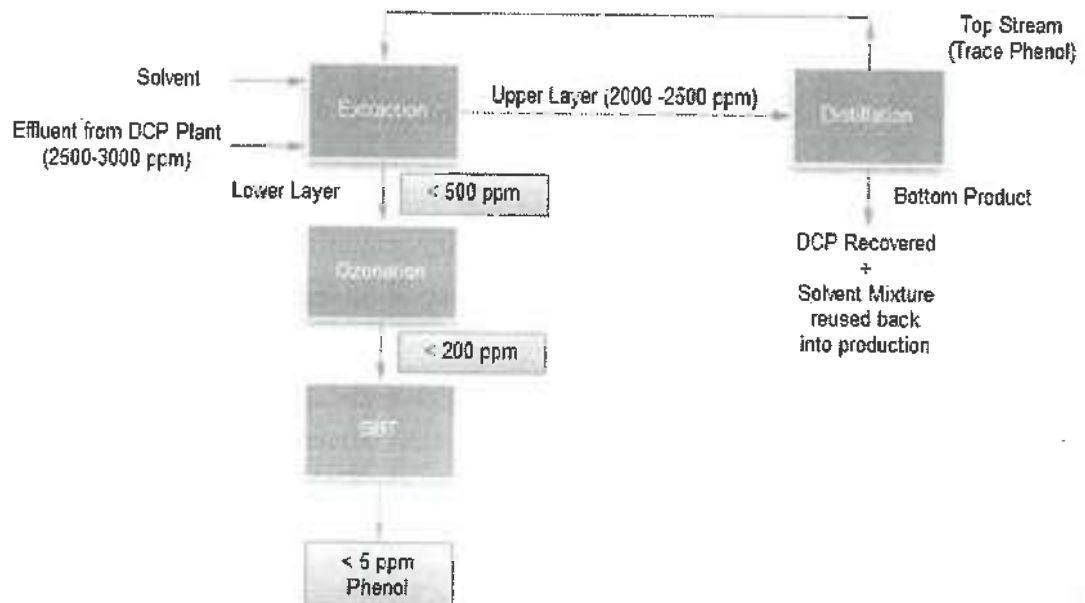 Top Stream
(Trace Phenol)
Solvent
Extraction
Upper Layer (2000 -2500 ppm)
Distillation
Effluent from DCP Plant
(2500-3000 ppm)
Lower Layer
< 500 ppm
Bottom Product
Ozonation
DCP Recovered
+
Solvent Mixture
reused back
into production
< 200 ppm
< 5 ppm
Phenol